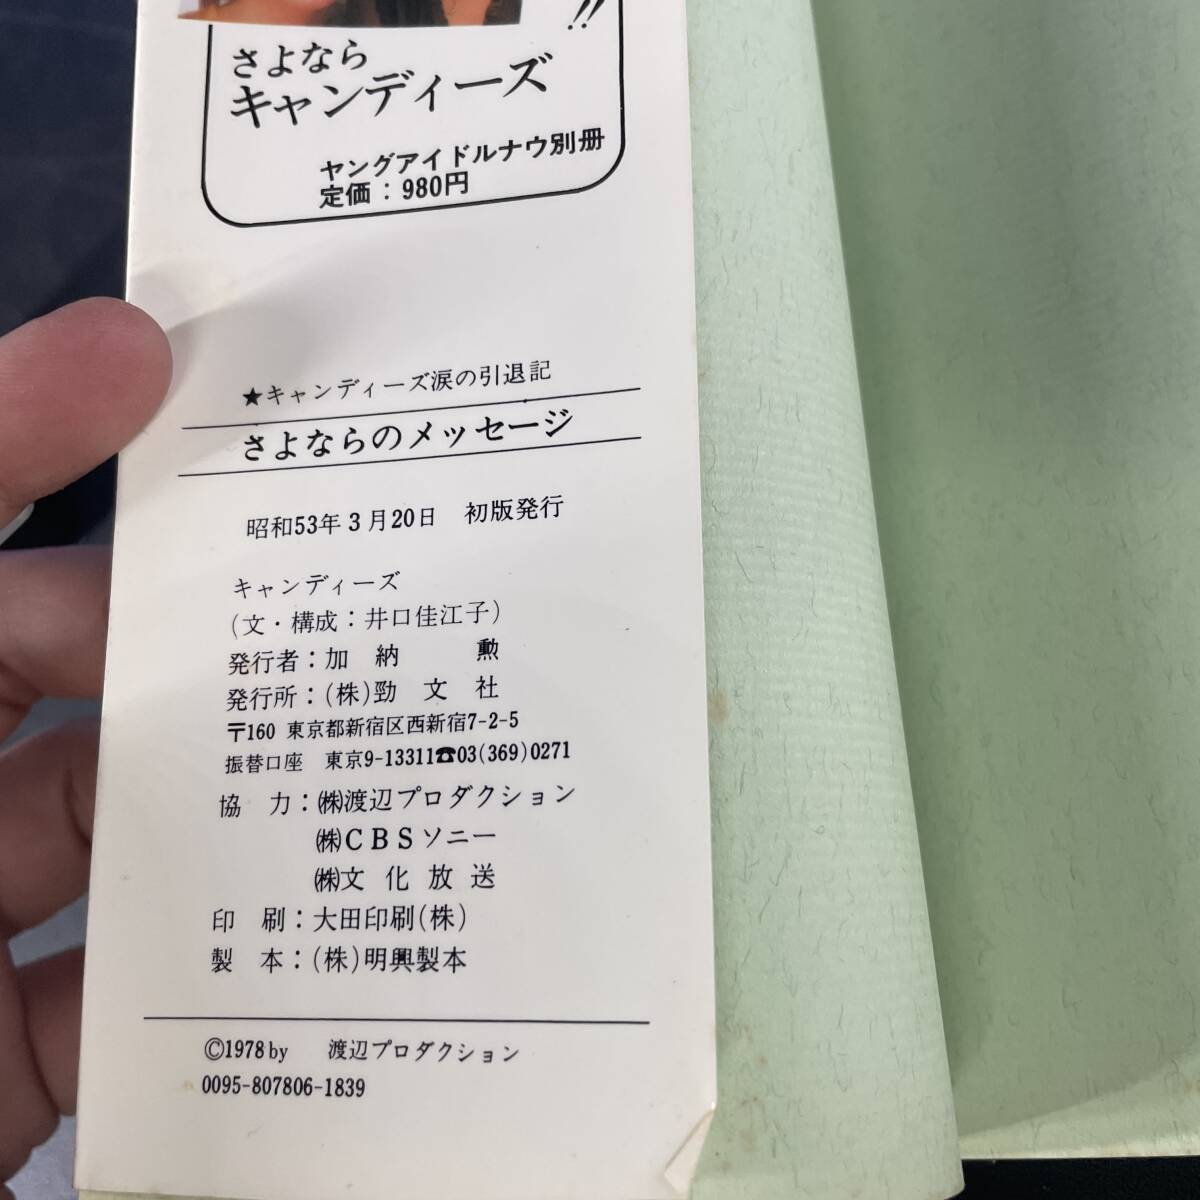 !!
さよなら
キャンディーズ
ヤングアイドルナウ別冊
定価：980円
★キャンディーズ涙の引退記
さよならのメッセージ
昭和53年3月20日 初版発行
キャンディーズ
(文・構成：井口佳江子)
発行者：加納 勲
発行所：(株)勁文社
〒160 東京都新宿区西新宿7-2-5
振替口座 東京9-13311☎03(369)0271
協 力：㈱渡辺プロダクション
㈱CBSソニー
㈱文化放送
印 刷：大田印刷(株)
製 本：(株)明興製本
©1978 by 渡辺プロダクション
0095-807806-1839